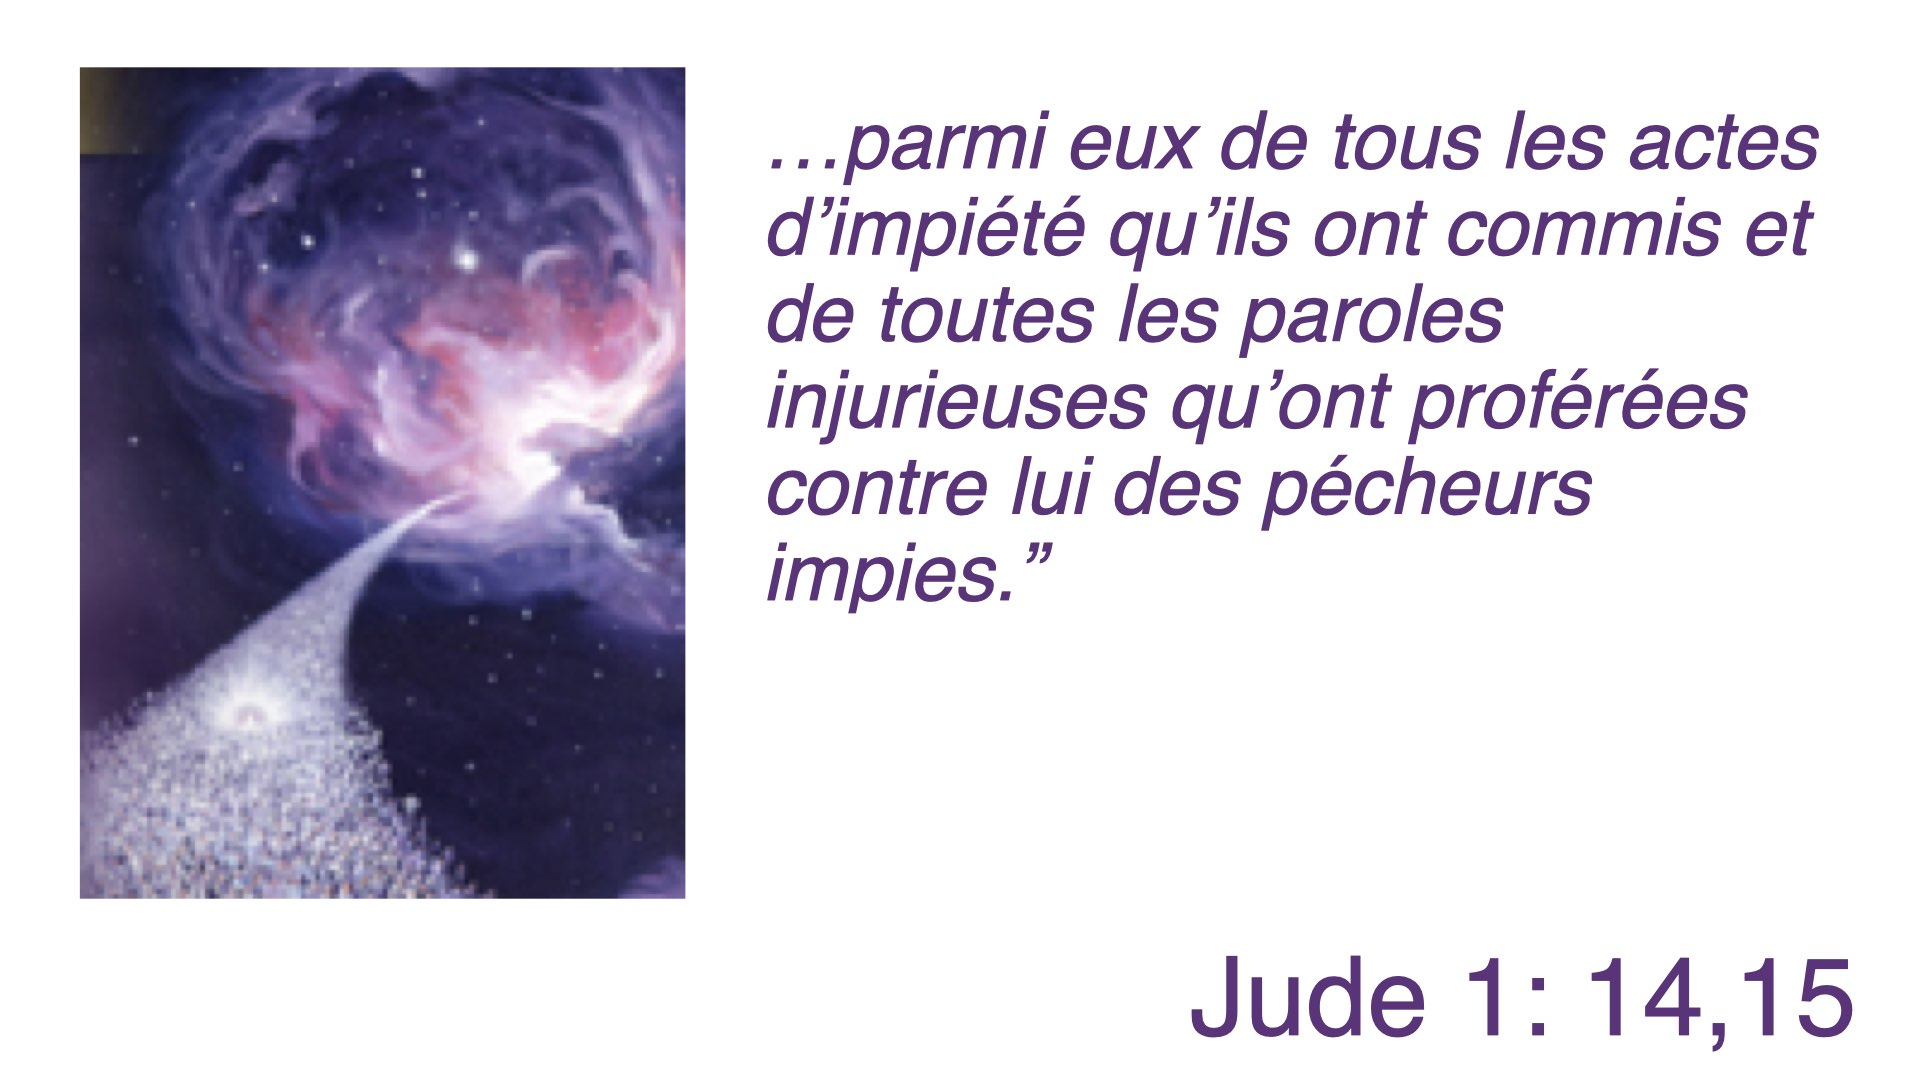 …parmi eux de tous les actes
d’impiété qu’ils ont commis et
de toutes les paroles
injurieuses qu’ont proférées
contre lui des pécheurs
impies.”
Jude 1: 14,15